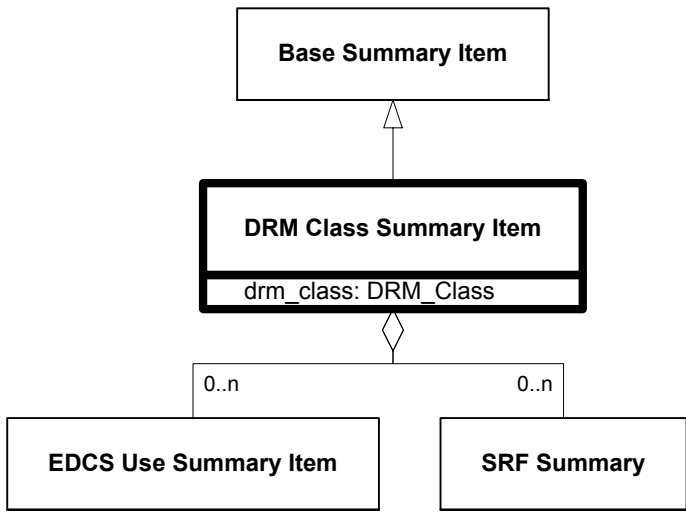 Base Summary Item
DRM Class Summary Item
drm_class: DRM_Class
0..n
0..n
EDCS Use Summary Item
SRF Summary